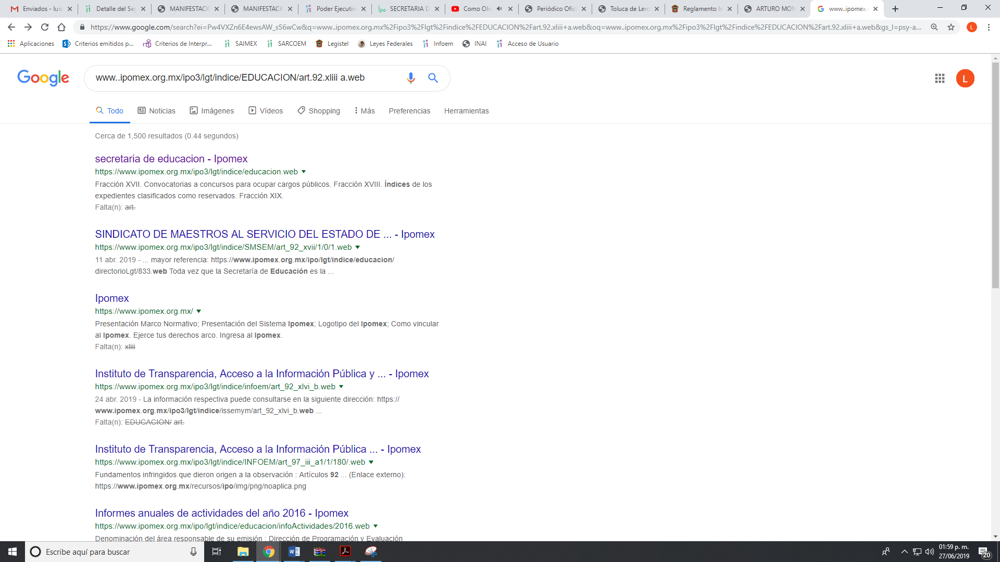 Enviados - luis
Detalle del Seg
MANIFESTACIO
MANIFESTACIO
Poder Ejecutivo
SECRETARIA D
Como Olvi
Periódico Ofici
Toluca de Lerd
Reglamento In
ARTURO MON
www..ipomex.
https://www.google.com/search?ei=Pw4VXZn6E4ewsAW_s56wCw&q=www..ipomex.org.mx%2Fipo3%2Flgt%2Findice%2FEDUCACION%2Fart.92.xliii+a.web&oq=www..ipomex.org.mx%2Fipo3%2Flgt%2Findice%2FEDUCACION%2Fart.92.xliii+a.web&gs_l=psy-a...
L
Aplicaciones
Criterios emitidos p...
Criterios de Interpr...
SAIMEX
SARCOEM
Legistel
Leyes Federales
Infoem
INAI
Acceso de Usuario
Google
www..ipomex.org.mx/ipo3/lgt/indice/EDUCACION/art.92.xliii a.web
L
Todo
Noticias
Imágenes
Vídeos
Shopping
Más
Preferencias
Herramientas
Cerca de 1,500 resultados (0.44 segundos)
secretaria de educacion - Ipomex
https://www.ipomex.org.mx/ipo3/lgt/indice/educacion.web
Fracción XVII. Convocatorias a concursos para ocupar cargos públicos. Fracción XVIII. Índices de los
expedientes clasificados como reservados. Fracción XIX.
Falta(n): art.
SINDICATO DE MAESTROS AL SERVICIO DEL ESTADO DE ... - Ipomex
https://www.ipomex.org.mx/ipo3/lgt/indice/SMSEM/art_92_xvii/1/0/1.web
11 abr. 2019 - ... mayor referencia: https://www.ipomex.org.mx/ipo/lgt/indice/educacion/
directorioLgt/833.web Toda vez que la Secretaría de Educación es la ...
Ipomex
https://www.ipomex.org.mx/
Presentación Marco Normativo; Presentación del Sistema Ipomex; Logotipo del Ipomex; Como vincular
al Ipomex. Ejerce tus derechos arco. Ingresa al Ipomex.
Falta(n): xliii
Instituto de Transparencia, Acceso a la Información Pública y ... - Ipomex
https://www.ipomex.org.mx/ipo3/lgt/indice/infoem/art_92_xlvi_b.web
24 abr. 2019 - La información respectiva puede consultarse en la siguiente dirección: https://
www.ipomex.org.mx/ipo3/lgt/indice/issemym/art_92_xlvi_b.web ...
Falta(n): EDUCACION/ art.
Instituto de Transparencia, Acceso a la Información Pública ... - Ipomex
https://www.ipomex.org.mx/ipo3/lgt/indice/INFOEM/art_97_iii_a1/1/180/.web
Fundamentos infringidos que dieron origen a la observación : Artículos 92 ... (Enlace externo):
https://www.ipomex.org.mx/recursos/ipo/img/png/noaplica.png
Informes anuales de actividades del año 2016 - Ipomex
https://www.ipomex.org.mx/ipo/lgt/indice/educacion/infoActividades/2016.web
Denominación del área responsable de su emisión : Dirección de Programación y Evaluación
Escribe aquí para buscar
01:59 p. m.
27/06/2019
20